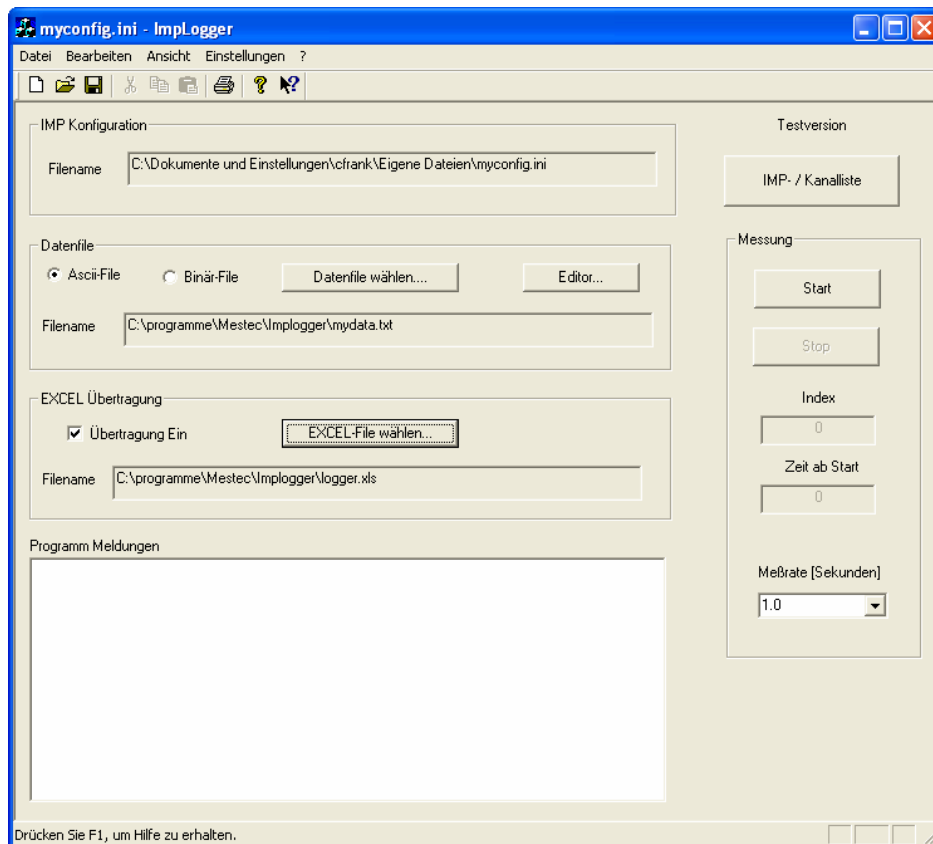 myconfig.ini - ImpLogger
Datei Bearbeiten Ansicht Einstellungen ?
IMP Konfiguration
Filename C:\Dokumente und Einstellungen\cfrank\Eigene Dateien\myconfig.ini
Testversion
IMP- / Kanalliste
Datenfile
Ascii-File Binär-File Datenfile wählen.... Editor...
Filename C:\programme\Mestec\Implogger\mydata.txt
EXCEL Übertragung
Übertragung Ein EXCEL-File wählen...
Filename C:\programme\Mestec\Implogger\logger.xls
Programm Meldungen
Messung
Start
Stop
Index
0
Zeit ab Start
0
Meßrate [Sekunden]
1.0
Drücken Sie F1, um Hilfe zu erhalten.